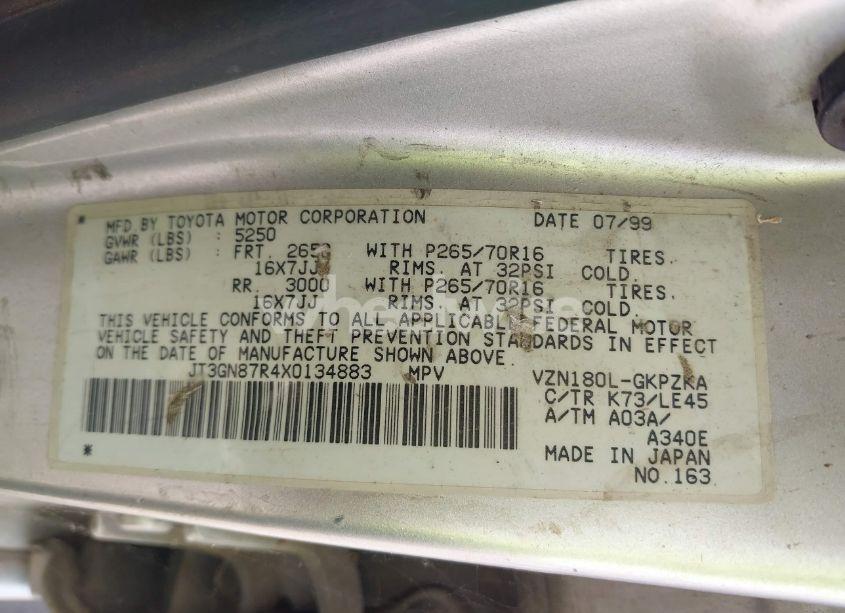 * MFD BY TOYOTA MOTOR CORPORATION DATE 07/99
GVWR (LBS) : 5250
GAWR (LBS) : FRT. 2650 WITH P265/70R16 TIRES.
16X7JJ RIMS. AT 32PSI COLD.
RR. 3000 WITH P265/70R16 TIRES.
16X7JJ RIMS. AT 32PSI COLD.
THIS VEHICLE CONFORMS TO ALL APPLICABLE FEDERAL MOTOR
VEHICLE SAFETY AND THEFT PREVENTION STANDARDS IN EFFECT
ON THE DATE OF MANUFACTURE SHOWN ABOVE
JT3GN87R4X0134883 MPV VZN180L-GKPZKA
C/TR K73/LE45
A/TM A03A/
A340E
* MADE IN JAPAN
NO.163